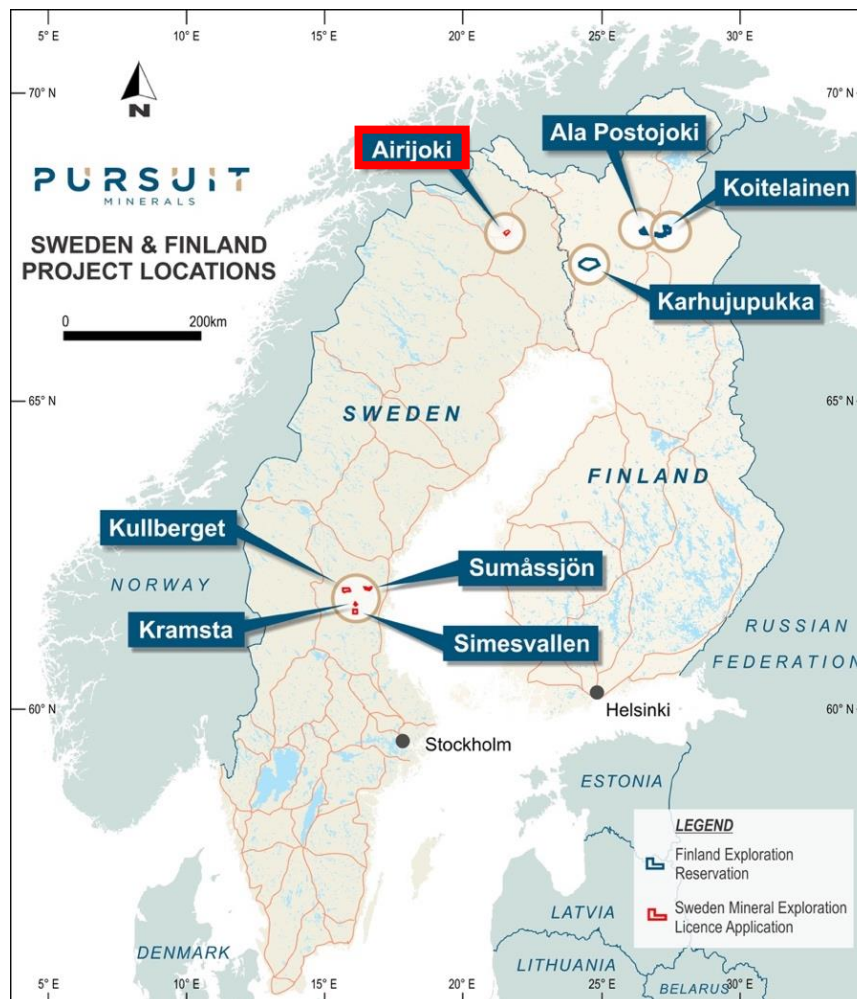 5° E
10° E
15° E
20° E
25° E
30° E
70° N
70° N
N
PURSUIT
MINERALS
SWEDEN & FINLAND
PROJECT LOCATIONS
0
200km
Airijoki
Ala Postojoki
Koitelainen
Karhujupukka
65° N
65° N
SWEDEN
FINLAND
Kullberget
NORWAY
Sumåssjön
Kramsta
Simesvallen
RUSSIAN
FEDERATION
60° N
60° N
Helsinki
Stockholm
ESTONIA
LEGEND
Finland Exploration
Reservation
Sweden Mineral Exploration
Licence Application
LATVIA
DENMARK
LITHUANIA
BELARUS
5° E
10° E
15° E
20° E
25° E
30° E